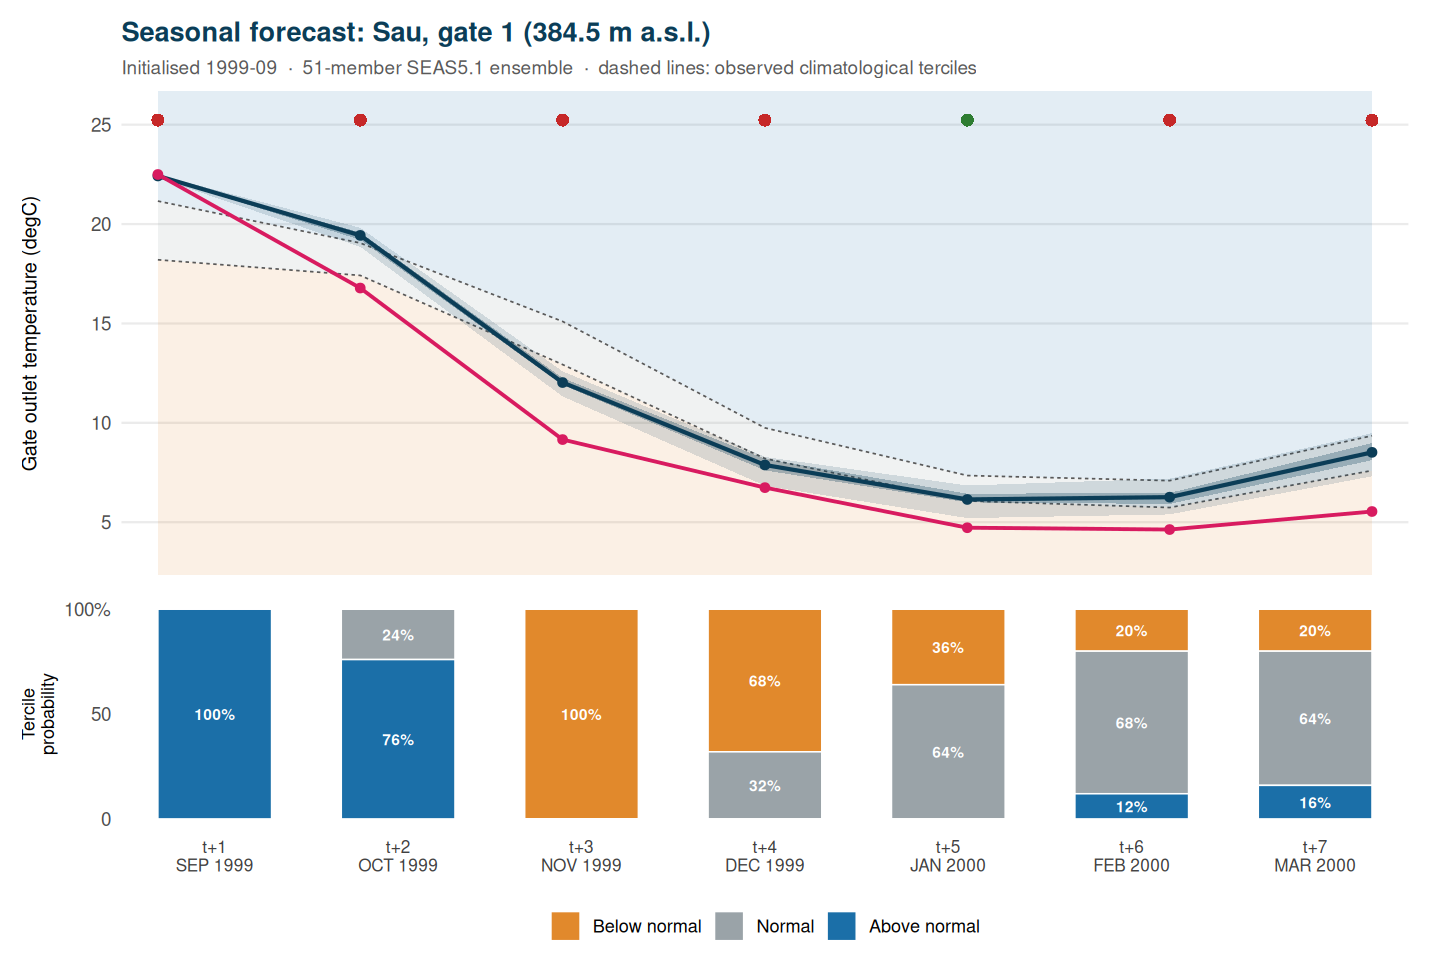 Seasonal forecast: Sau, gate 1 (384.5 m a.s.l.)
Initialised 1999-09 · 51-member SEAS5.1 ensemble · dashed lines: observed climatological terciles
Gate outlet temperature (degC)
25
20
15
10
5
Tercile
probability
100%
50
0
100%
24%
76%
100%
68%
32%
36%
64%
20%
68%
12%
20%
64%
16%
t+1
SEP 1999
t+2
OCT 1999
t+3
NOV 1999
t+4
DEC 1999
t+5
JAN 2000
t+6
FEB 2000
t+7
MAR 2000
Below normal
Normal
Above normal